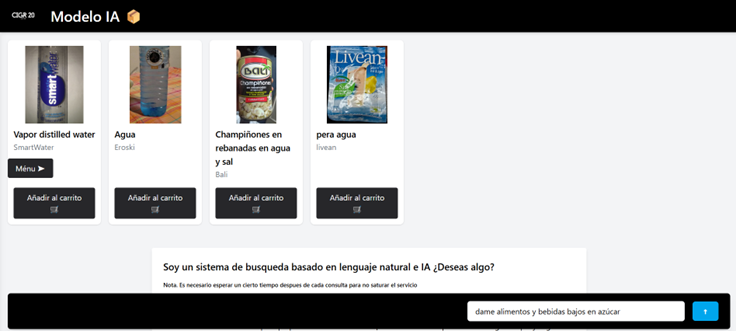 CIGR 20
Modelo IA
smart
water
Bali
Champiñones
Livean
Vapor distilled water
SmartWater
Ménu
Añadir al carrito
Agua
Eroski
Añadir al carrito
Champiñones en
rebanadas en agua
y sal
Bali
Añadir al carrito
pera agua
livean
Añadir al carrito
Soy un sistema de busqueda basado en lenguaje natural e IA ¿Deseas algo?
Nota. Es necesario esperar un cierto tiempo despues de cada consulta para no saturar el servicio
dame alimentos y bebidas bajos en azúcar